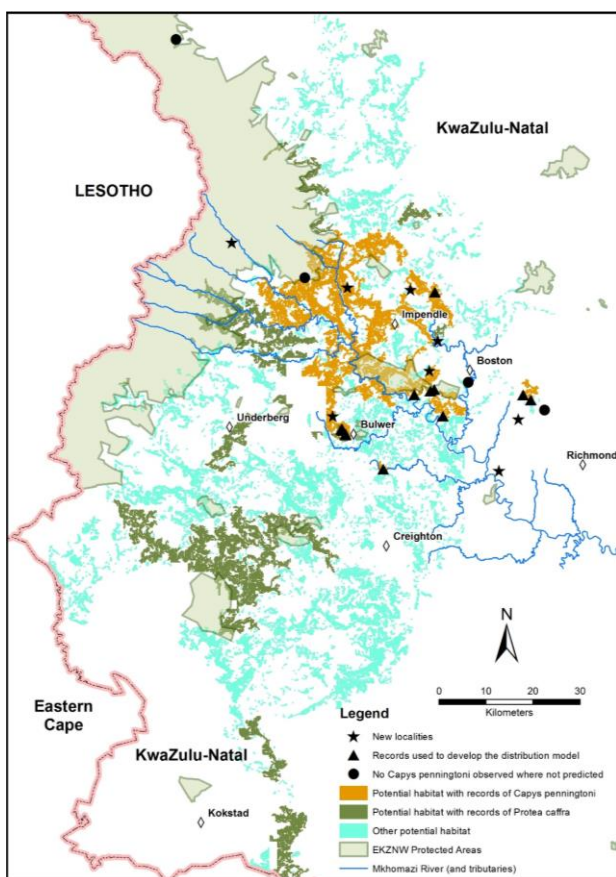 KwaZulu-Natal
LESOTHO
Impendle
Boston
Underberg
Bulwer
Richmond
Creighton
N
Eastern
Cape
KwaZulu-Natal
Kokstad
0 10 20 30
Kilometers
Legend
New localities
Records used to develop the distribution model
No Capys penningtoni observed where not predicted
Potential habitat with records of Capys penningtoni
Potential habitat with records of Protea caffra
Other potential habitat
EKZNW Protected Areas
Mkhomazi River (and tributaries)